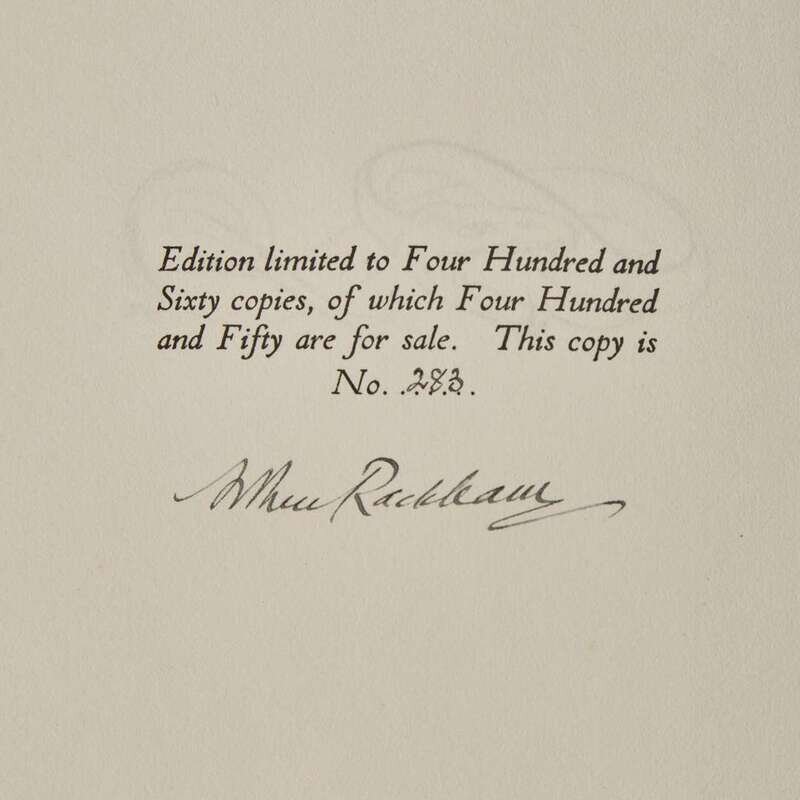 Edition limited to Four Hundred and
Sixty copies, of which Four Hundred
and Fifty are for sale. This copy is
No. .283.
Arthur Rackham